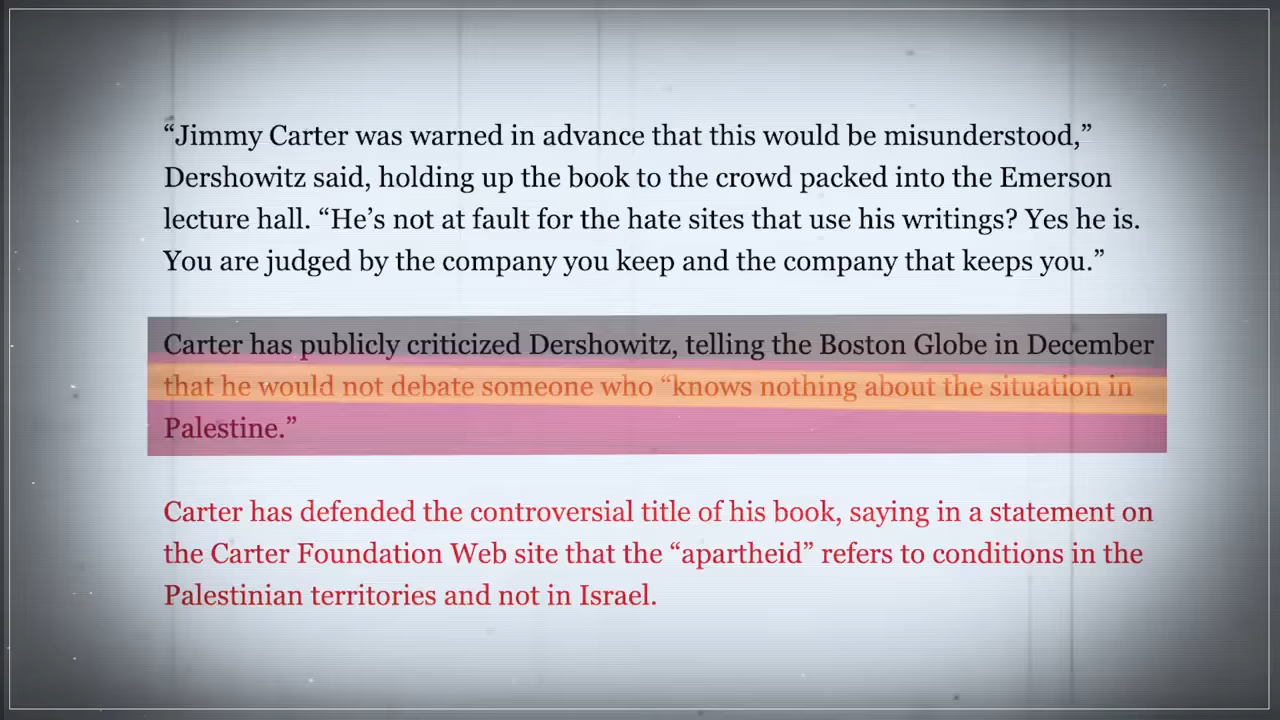 “Jimmy Carter was warned in advance that this would be misunderstood,”
Dershowitz said, holding up the book to the crowd packed into the Emerson
lecture hall. “He’s not at fault for the hate sites that use his writings? Yes he is.
You are judged by the company you keep and the company that keeps you.”
Carter has publicly criticized Dershowitz, telling the Boston Globe in December
that he would not debate someone who “knows nothing about the situation in
Palestine.”
Carter has defended the controversial title of his book, saying in a statement on
the Carter Foundation Web site that the “apartheid” refers to conditions in the
Palestinian territories and not in Israel.